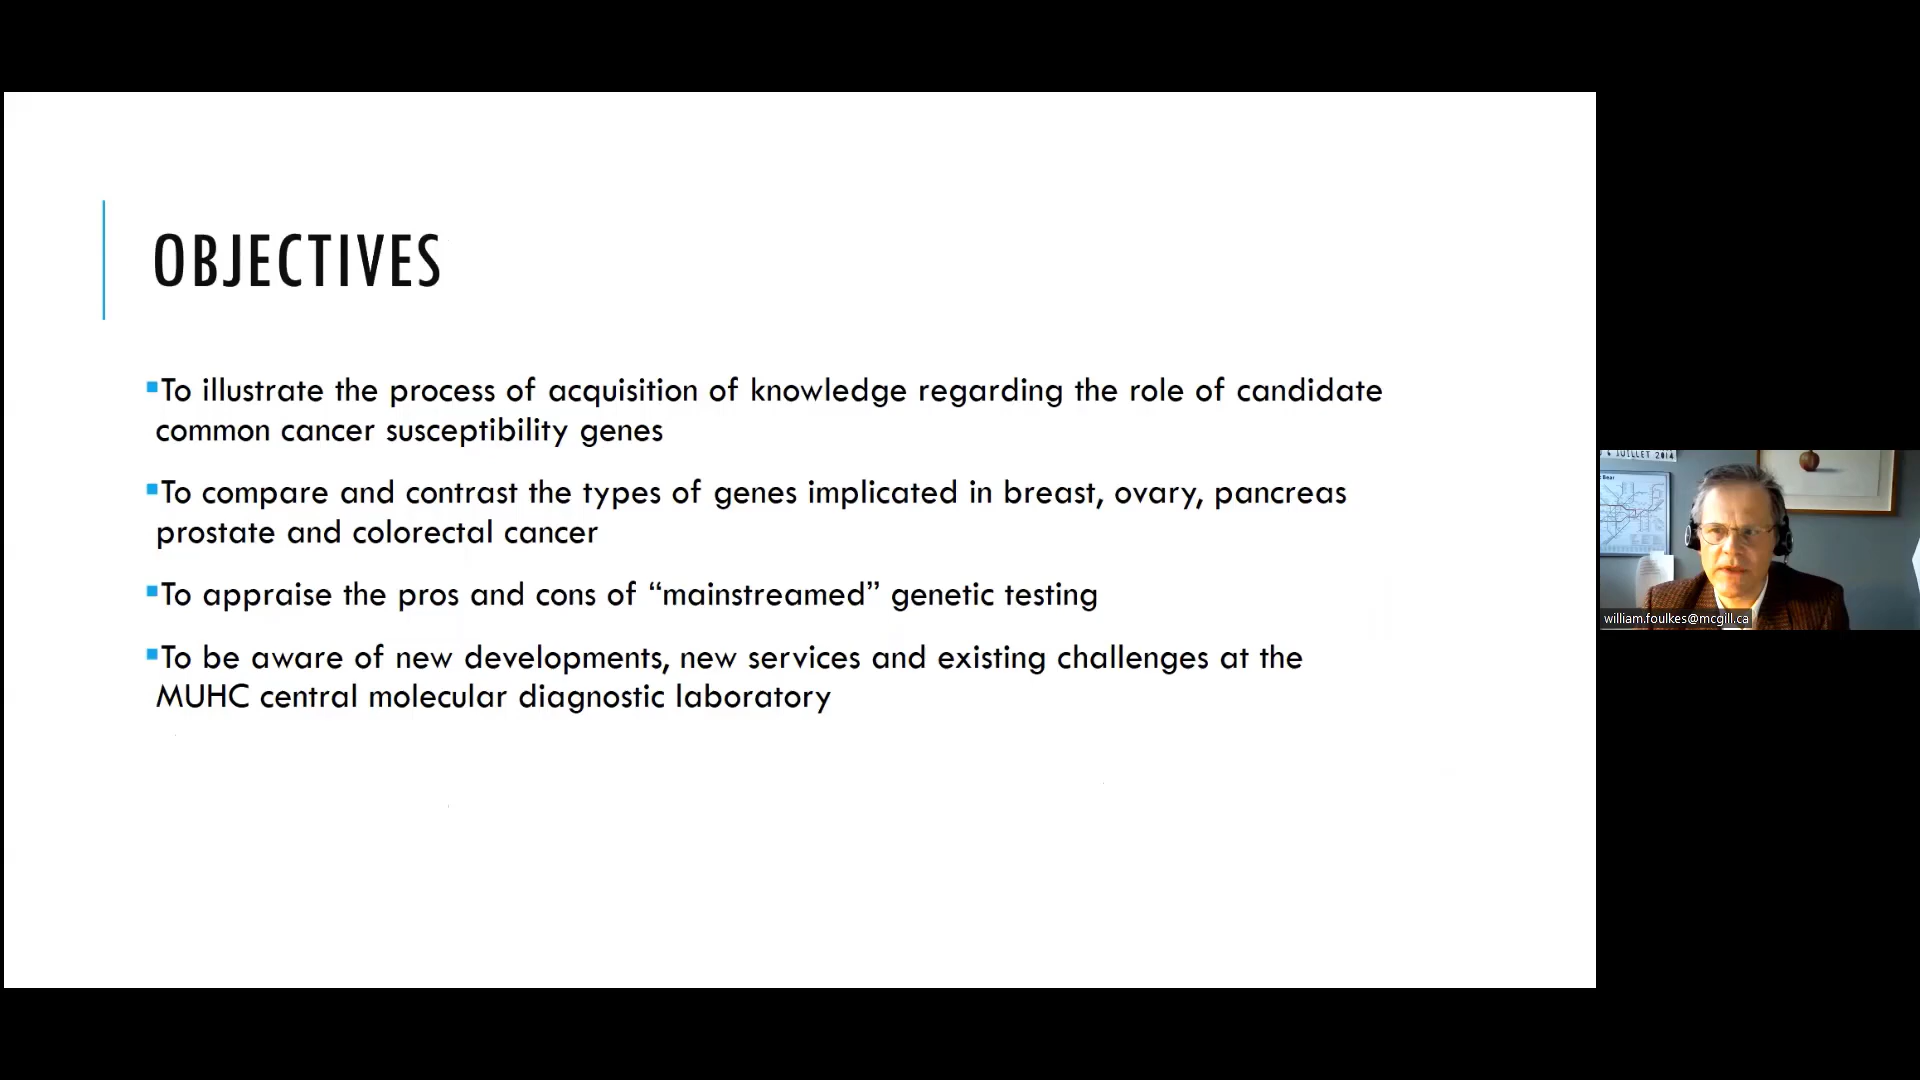 OBJECTIVES
▪To illustrate the process of acquisition of knowledge regarding the role of candidate
common cancer susceptibility genes
▪To compare and contrast the types of genes implicated in breast, ovary, pancreas
prostate and colorectal cancer
▪To appraise the pros and cons of “mainstreamed” genetic testing
▪To be aware of new developments, new services and existing challenges at the
MUHC central molecular diagnostic laboratory
JUILLET 2014
william.foulkes@mcgill.ca